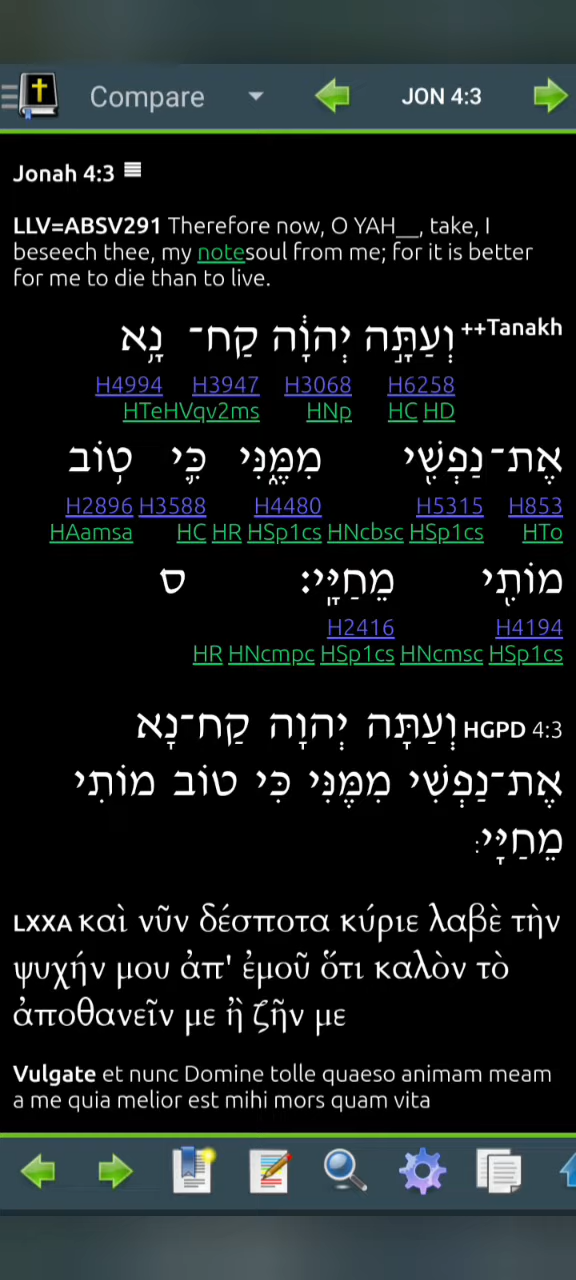 Compare
JON 4:3
Jonah 4:3
LLV=ABSV291 Therefore now, O YAH__, take, I
beseech thee, my notesoul from me; for it is better
for me to die than to live.
++Tanakh וְעַתָּ֣ה יְהוָ֔ה קַח־ נָ֥א
H4994 H3947 H3068 H6258
HTeHVqv2ms HNp HC HD
אֶת־נַפְשִׁ֖י מִמֶּ֑נִּי כִּ֛י ט֥וֹב
H2896 H3588 H4480 H5315 H853
HAamsa HC HR HSp1cs HNcbsc HSp1cs HTo
מוֹתִ֖י מֵחַיָּֽי׃ ס
H2416 H4194
HR HNcmpc HSp1cs HNcmsc HSp1cs
HGPD 4:3 וְעַתָּה יְהוָה קַח־נָא
אֶת־נַפְשִׁי מִמֶּנִּי כִּי טוֹב מוֹתִי
מֵחַיָּי׃
LXXA καὶ νῦν δέσποτα κύριε λαβὲ τὴν
ψυχήν μου ἀπ' ἐμοῦ ὅτι καλὸν τὸ
ἀποθανεῖν με ἢ ζῆν με
Vulgate et nunc Domine tolle quaeso animam meam
a me quia melior est mihi mors quam vita